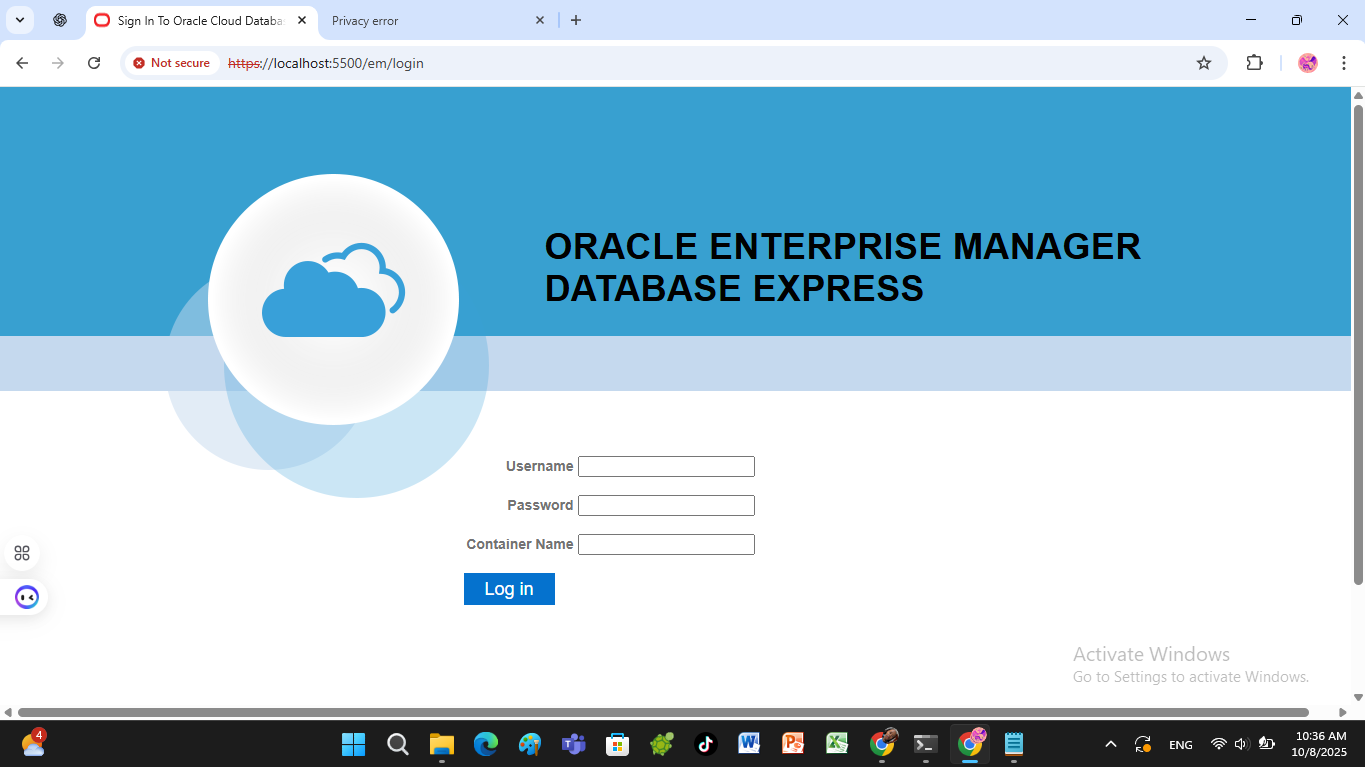 Sign In To Oracle Cloud Databa
Privacy error
Not secure
https://localhost:5500/em/login
ORACLE ENTERPRISE MANAGER
DATABASE EXPRESS
Username
Password
Container Name
Log in
Activate Windows
Go to Settings to activate Windows.
4
ENG
10:36 AM
10/8/2025